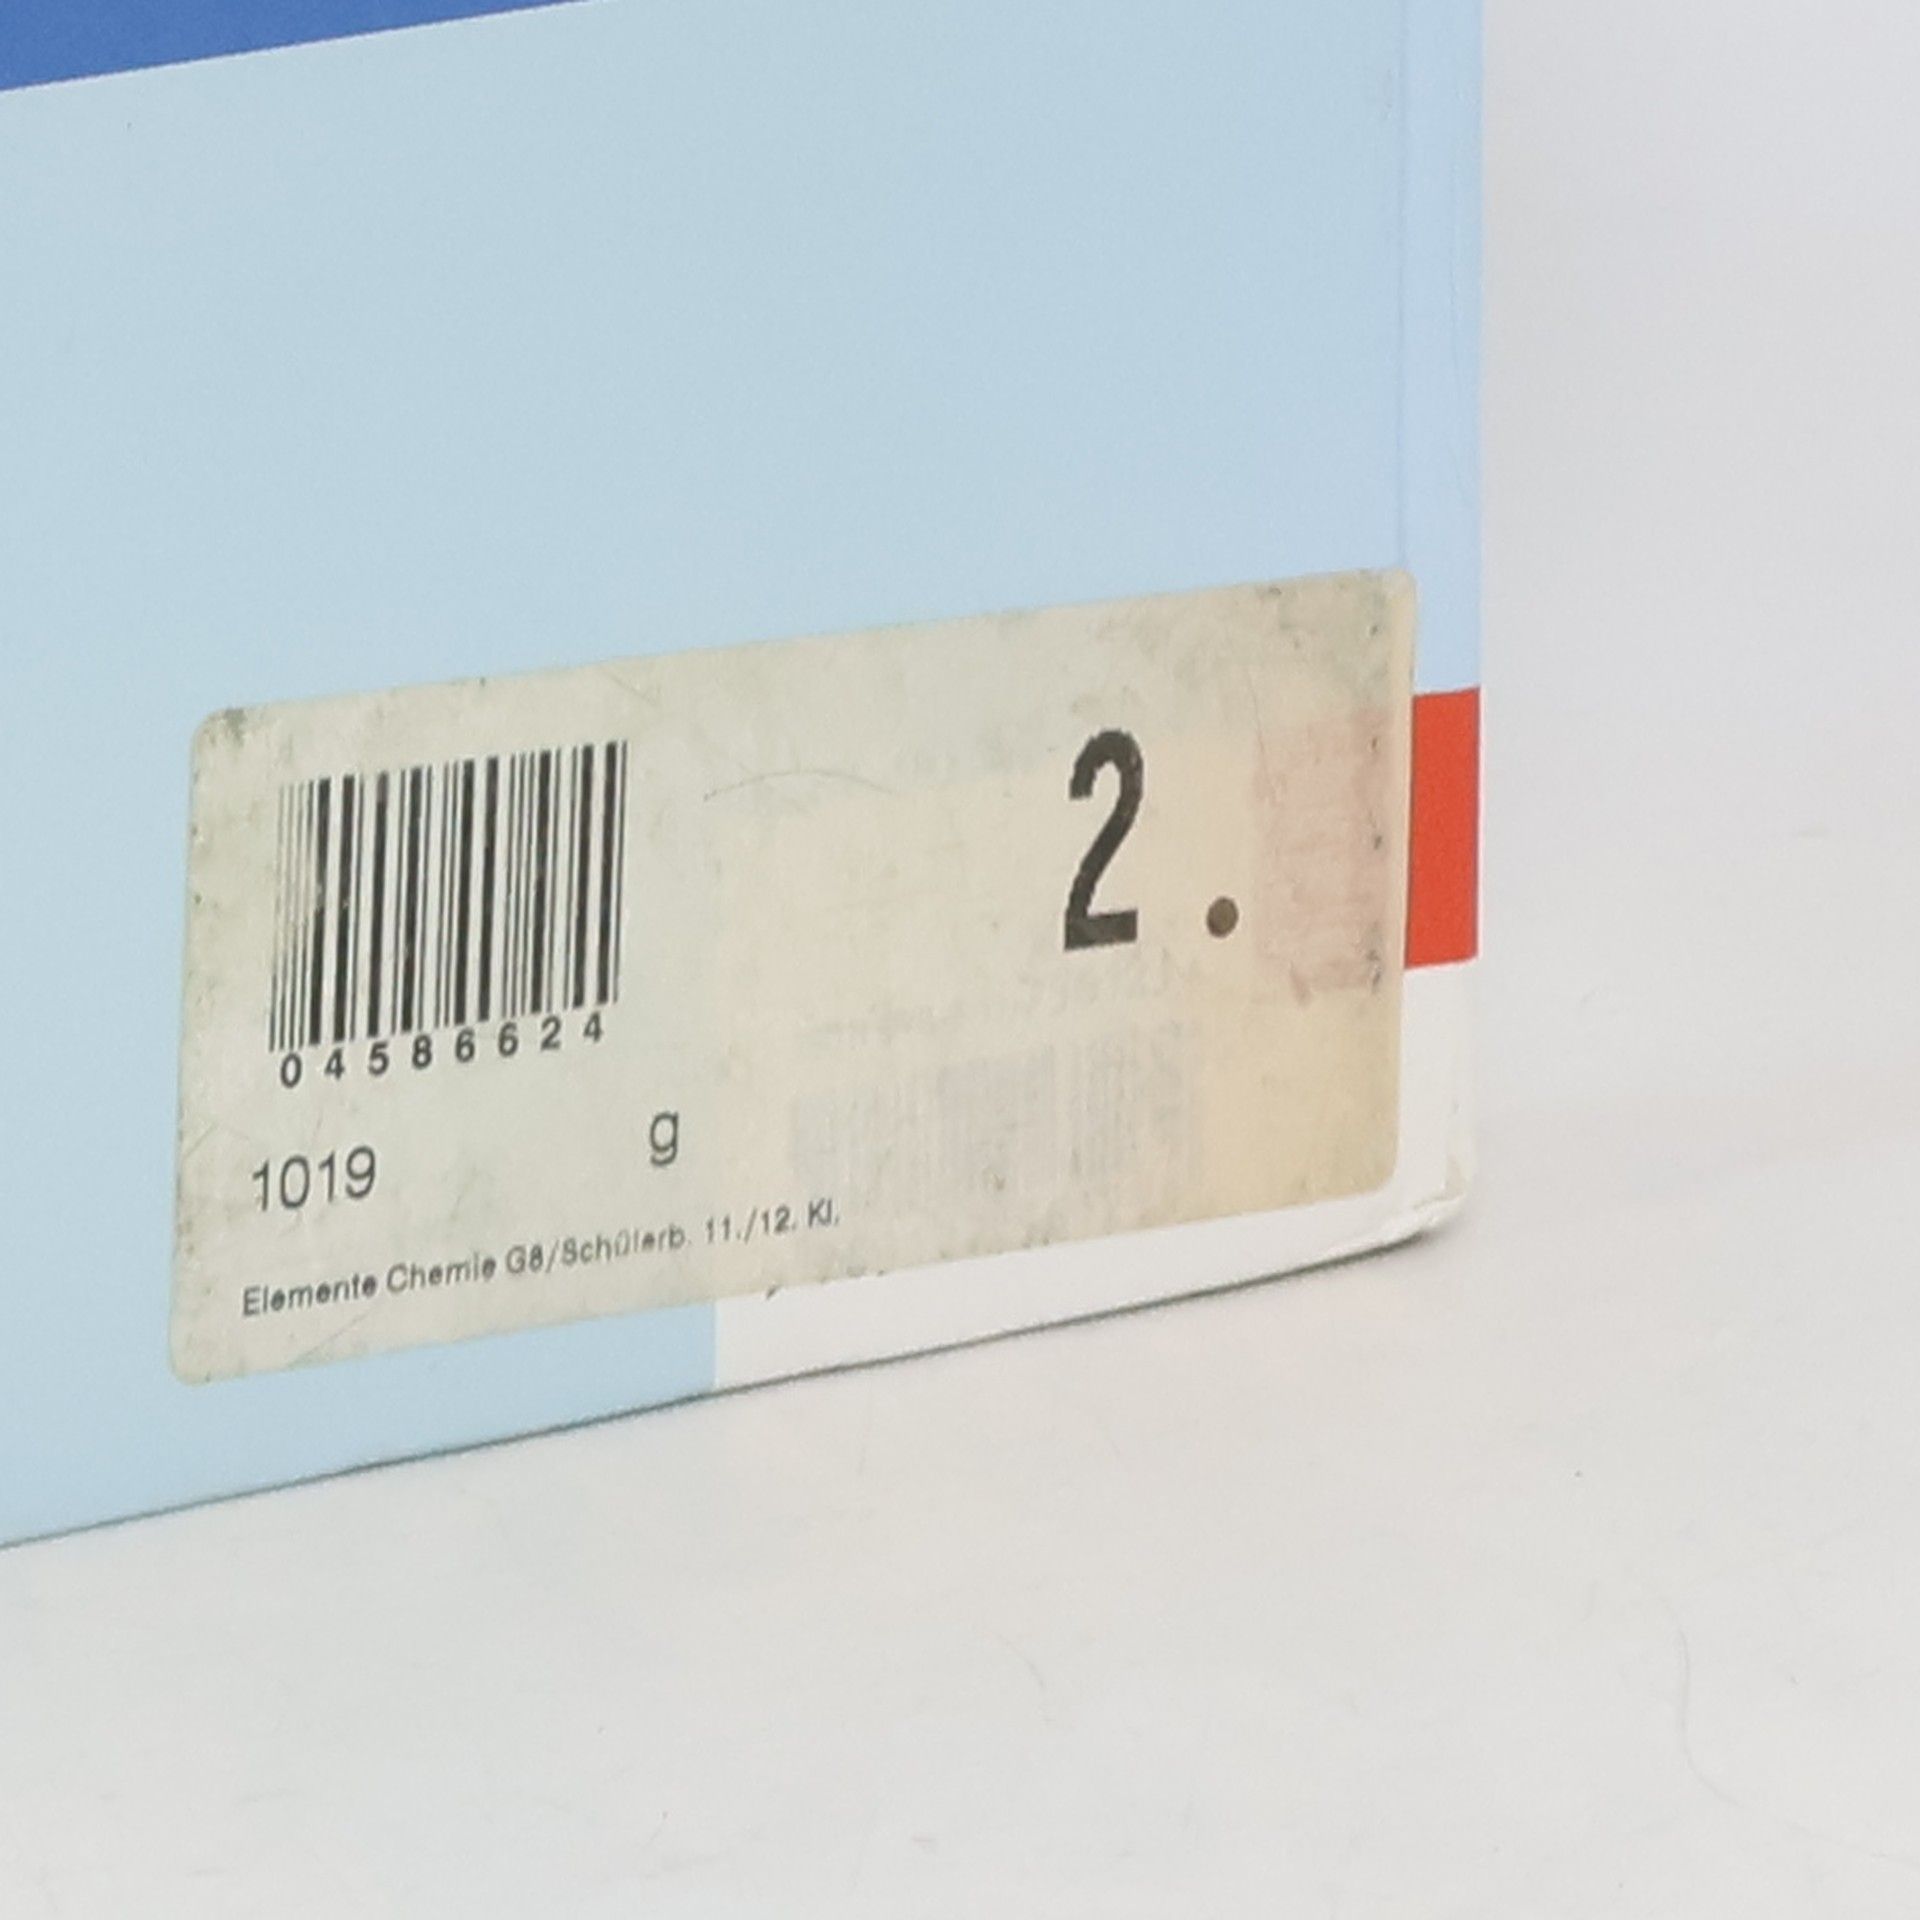 2.
04586624
1019 g
Elemente Chemie G8/Schülerb. 11./12. Kl.